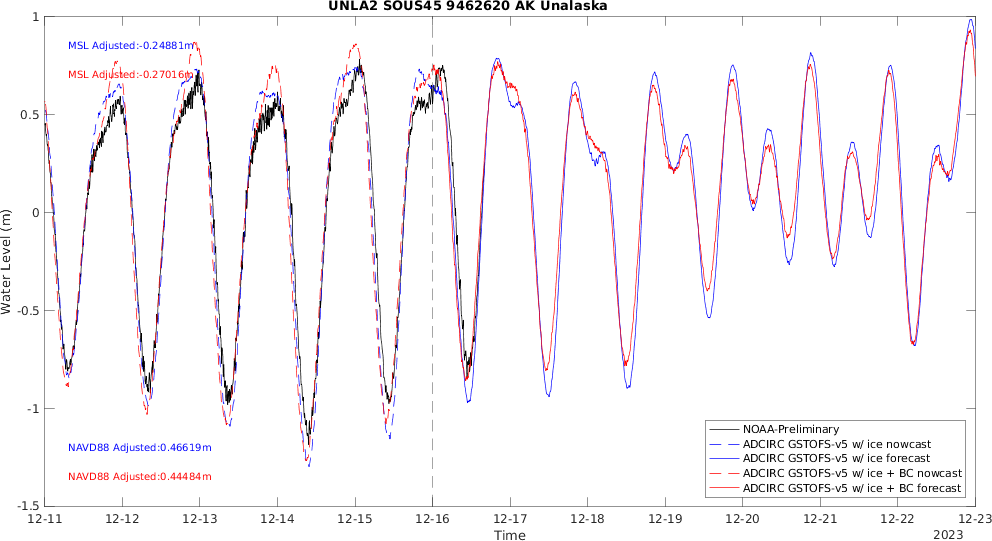 UNLA2 SOUS45 9462620 AK Unalaska
MSL Adjusted:-0.24881m
MSL Adjusted:-0.27016m
NAVD88 Adjusted:0.46619m
NAVD88 Adjusted:0.44484m
Water Level (m)
1
0.5
0
-0.5
-1
-1.5
NOAA-Preliminary
ADCIRC GSTOFS-v5 w/ ice nowcast
ADCIRC GSTOFS-v5 w/ ice forecast
ADCIRC GSTOFS-v5 w/ ice + BC nowcast
ADCIRC GSTOFS-v5 w/ ice + BC forecast
12-11 12-12 12-13 12-14 12-15 12-16 12-17 12-18 12-19 12-20 12-21 12-22 12-23
Time
2023